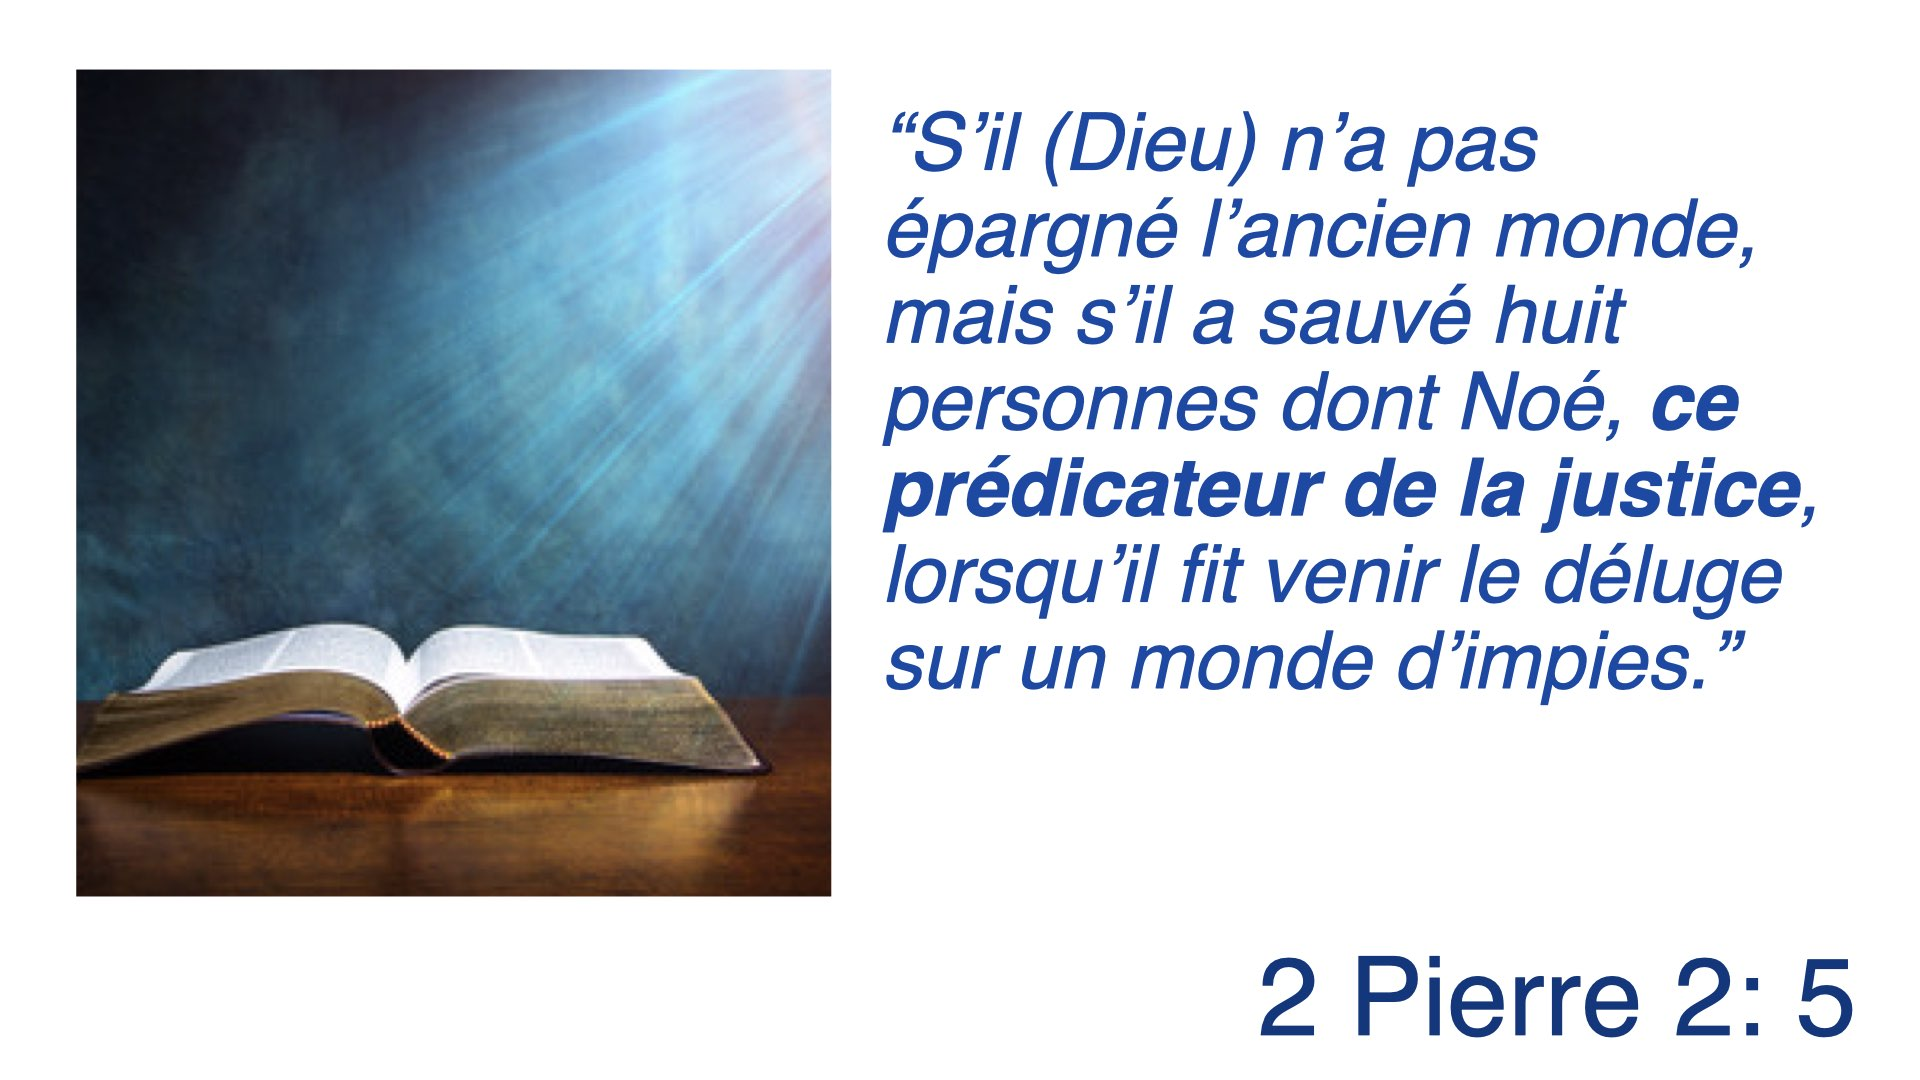 “S’il (Dieu) n’a pas
épargné l’ancien monde,
mais s’il a sauvé huit
personnes dont Noé, ce
prédicateur de la justice,
lorsqu’il fit venir le déluge
sur un monde d’impies.”
2 Pierre 2: 5